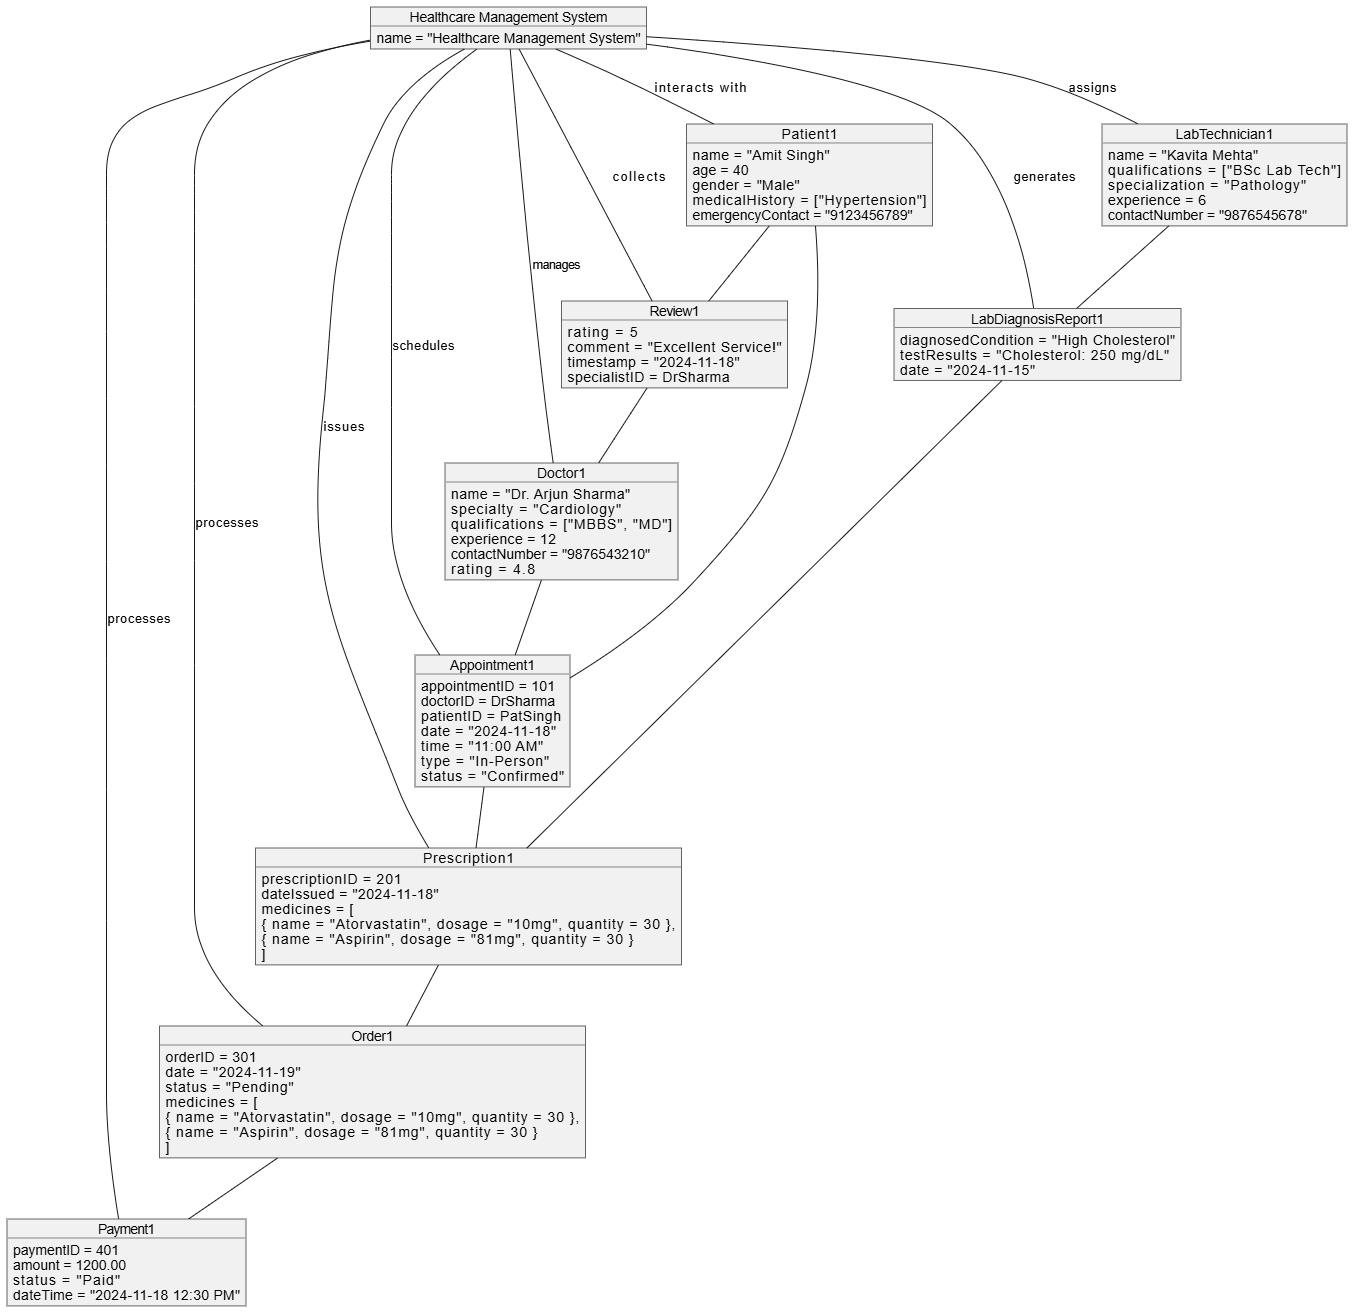 Healthcare Management System
name = "Healthcare Management System"
interacts with
assigns
Patient1
name = "Amit Singh"
age = 40
gender = "Male"
medicalHistory = ["Hypertension"]
emergencyContact = "9123456789"
LabTechnician1
name = "Kavita Mehta"
qualifications = ["BSc Lab Tech"]
specialization = "Pathology"
experience = 6
contactNumber = "9876545678"
collects
generates
manages
Review1
rating = 5
comment = "Excellent Service!"
timestamp = "2024-11-18"
specialistID = DrSharma
LabDiagnosisReport1
diagnosedCondition = "High Cholesterol"
testResults = "Cholesterol: 250 mg/dL"
date = "2024-11-15"
schedules
issues
Doctor1
name = "Dr. Arjun Sharma"
specialty = "Cardiology"
qualifications = ["MBBS", "MD"]
experience = 12
contactNumber = "9876543210"
rating = 4.8
processes
processes
Appointment1
appointmentID = 101
doctorID = DrSharma
patientID = PatSingh
date = "2024-11-18"
time = "11:00 AM"
type = "In-Person"
status = "Confirmed"
Prescription1
prescriptionID = 201
dateIssued = "2024-11-18"
medicines = [
{ name = "Atorvastatin", dosage = "10mg", quantity = 30 },
{ name = "Aspirin", dosage = "81mg", quantity = 30 }
]
Order1
orderID = 301
date = "2024-11-19"
status = "Pending"
medicines = [
{ name = "Atorvastatin", dosage = "10mg", quantity = 30 },
{ name = "Aspirin", dosage = "81mg", quantity = 30 }
]
Payment1
paymentID = 401
amount = 1200.00
status = "Paid"
dateTime = "2024-11-18 12:30 PM"